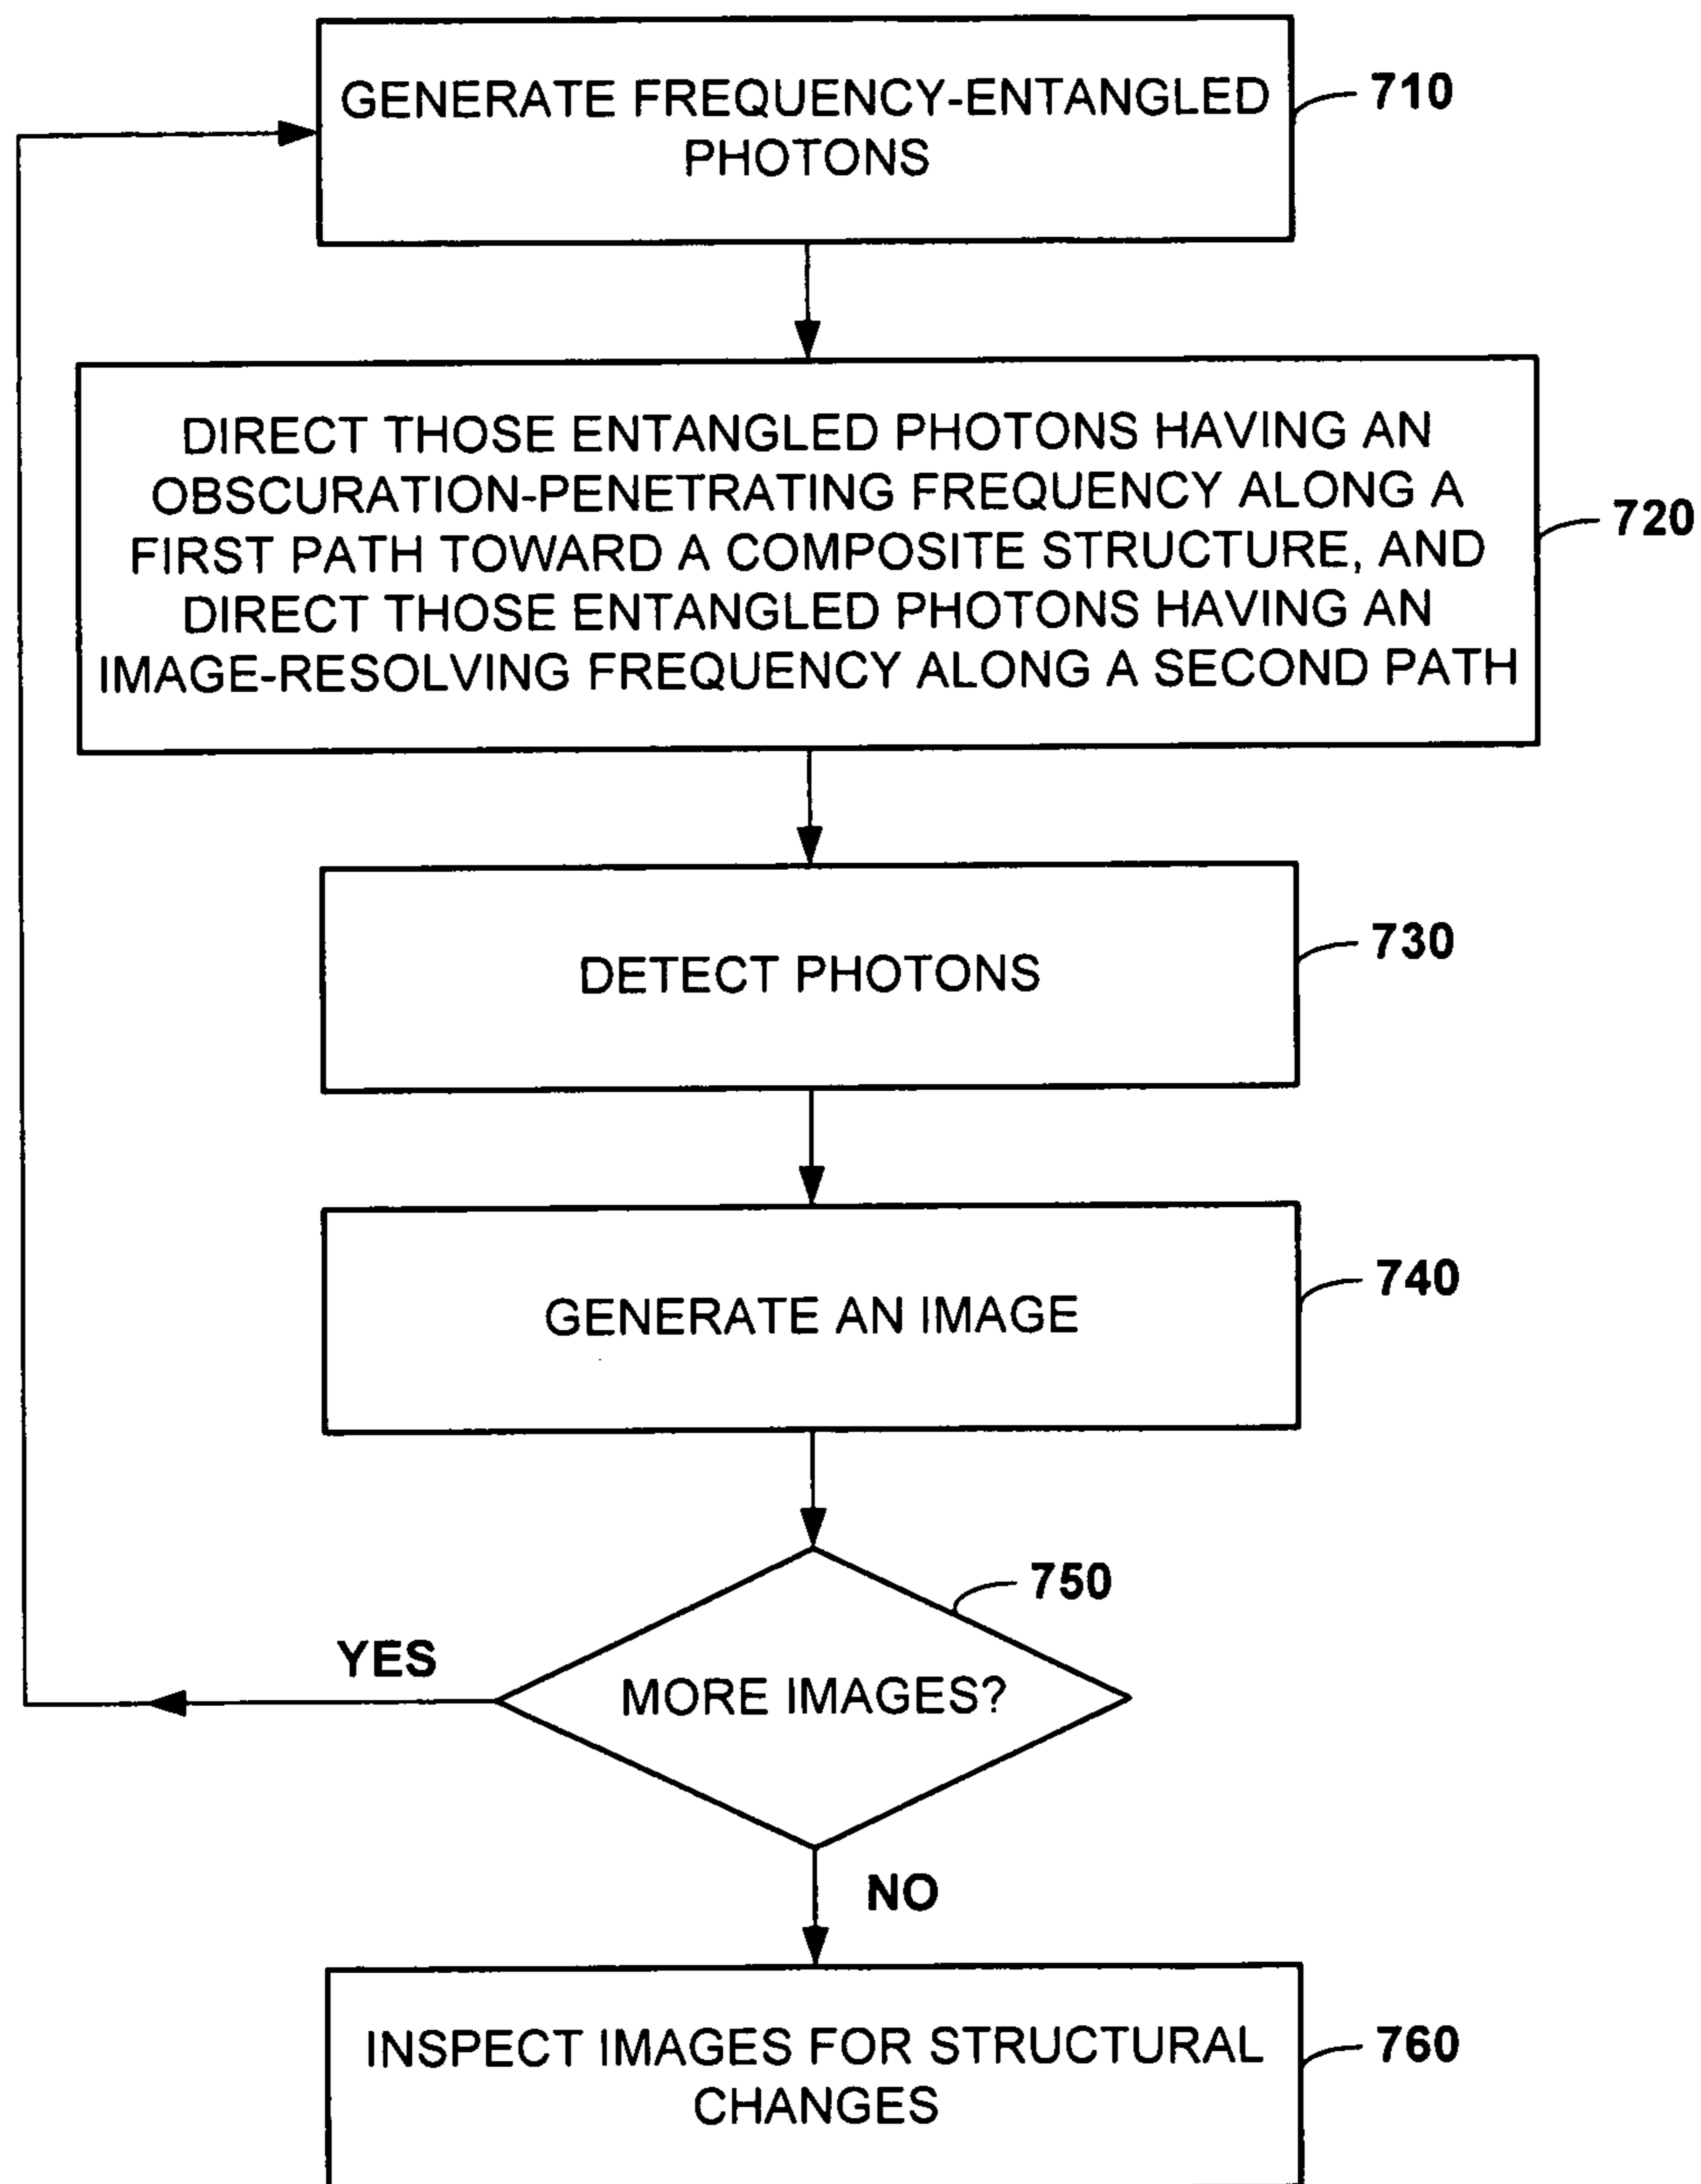 GENERATE FREQUENCY-ENTANGLED
PHOTONS
710
DIRECT THOSE ENTANGLED PHOTONS HAVING AN
OBSCURATION-PENETRATING FREQUENCY ALONG A
FIRST PATH TOWARD A COMPOSITE STRUCTURE, AND
DIRECT THOSE ENTANGLED PHOTONS HAVING AN
IMAGE-RESOLVING FREQUENCY ALONG A SECOND PATH
720
DETECT PHOTONS
730
GENERATE AN IMAGE
740
750
YES
MORE IMAGES?
NO
INSPECT IMAGES FOR STRUCTURAL
CHANGES
760